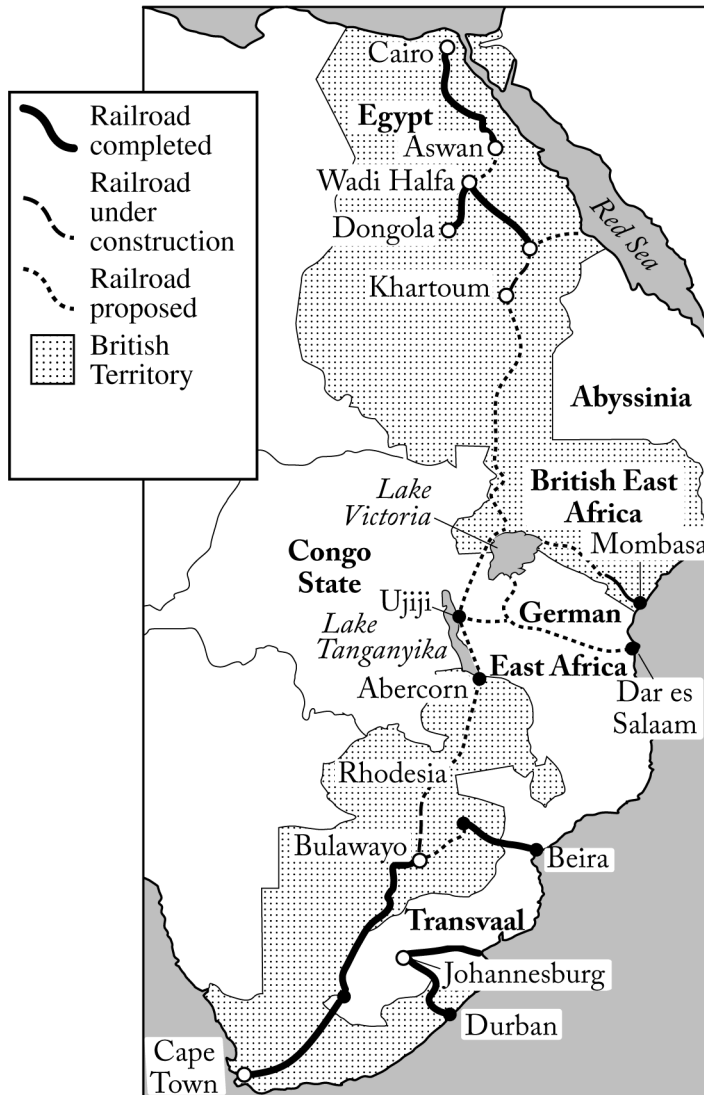 Railroad
completed
Railroad
under
construction
Railroad
proposed
British
Territory
Cairo
Egypt
Aswan
Wadi Halfa
Dongola
Red Sea
Khartoum
Abyssinia
Lake
Victoria
British East
Africa
Mombasa
Congo
State
Ujiji
German
East Africa
Lake
Tanganyika
Abercorn
Dar es
Salaam
Rhodesia
Bulawayo
Beira
Transvaal
Johannesburg
Durban
Cape
Town